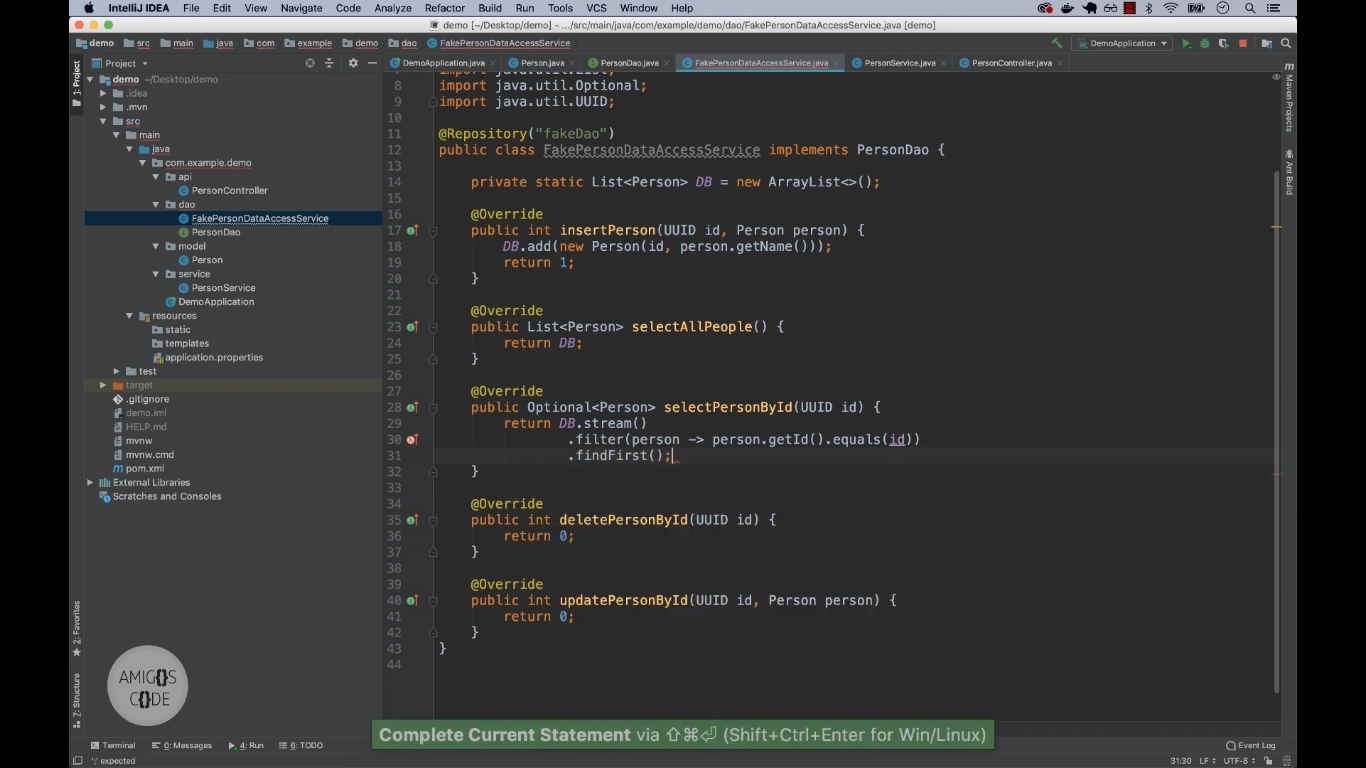 IntelliJ IDEA File Edit View Navigate Code Analyze Refactor Build Run Tools VCS Window Help
demo [~/Desktop/demo] - .../src/main/java/com/example/demo/dao/FakePersonDataAccessService.java [demo]
demo src main java com example demo dao FakePersonDataAccessService DemoApplication
Project DemoApplication.java Person.java PersonDao.java FakePersonDataAccessService.java PersonService.java PersonController.java
1: Project
demo ~/Desktop/demo
.idea
.mvn
src
main
java
com.example.demo
api
PersonController
dao
FakePersonDataAccessService
PersonDao
model
Person
service
PersonService
DemoApplication
resources
static
templates
application.properties
test
target
.gitignore
demo.iml
HELP.md
mvnw
mvnw.cmd
pom.xml
External Libraries
Scratches and Consoles
2: Favorites
7: Structure
AMIGOS
C{}DE
import java.util.List;
8 import java.util.Optional;
9 import java.util.UUID;
10
11 @Repository("fakeDao")
12 public class FakePersonDataAccessService implements PersonDao {
13
14 private static List<Person> DB = new ArrayList<>();
15
16 @Override
17 public int insertPerson(UUID id, Person person) {
18 DB.add(new Person(id, person.getName()));
19 return 1;
20 }
21
22 @Override
23 public List<Person> selectAllPeople() {
24 return DB;
25 }
26
27 @Override
28 public Optional<Person> selectPersonById(UUID id) {
29 return DB.stream()
30 .filter(person -> person.getId().equals(id))
31 .findFirst();
32 }
33
34 @Override
35 public int deletePersonById(UUID id) {
36 return 0;
37 }
38
39 @Override
40 public int updatePersonById(UUID id, Person person) {
41 return 0;
42 }
43 }
44
Maven Projects
Ant Build
Complete Current Statement via ⇧⌘⏎ (Shift+Ctrl+Enter for Win/Linux)
Terminal 0: Messages 4: Run 6: TODO Event Log
';' expected 31:30 LF UTF-8